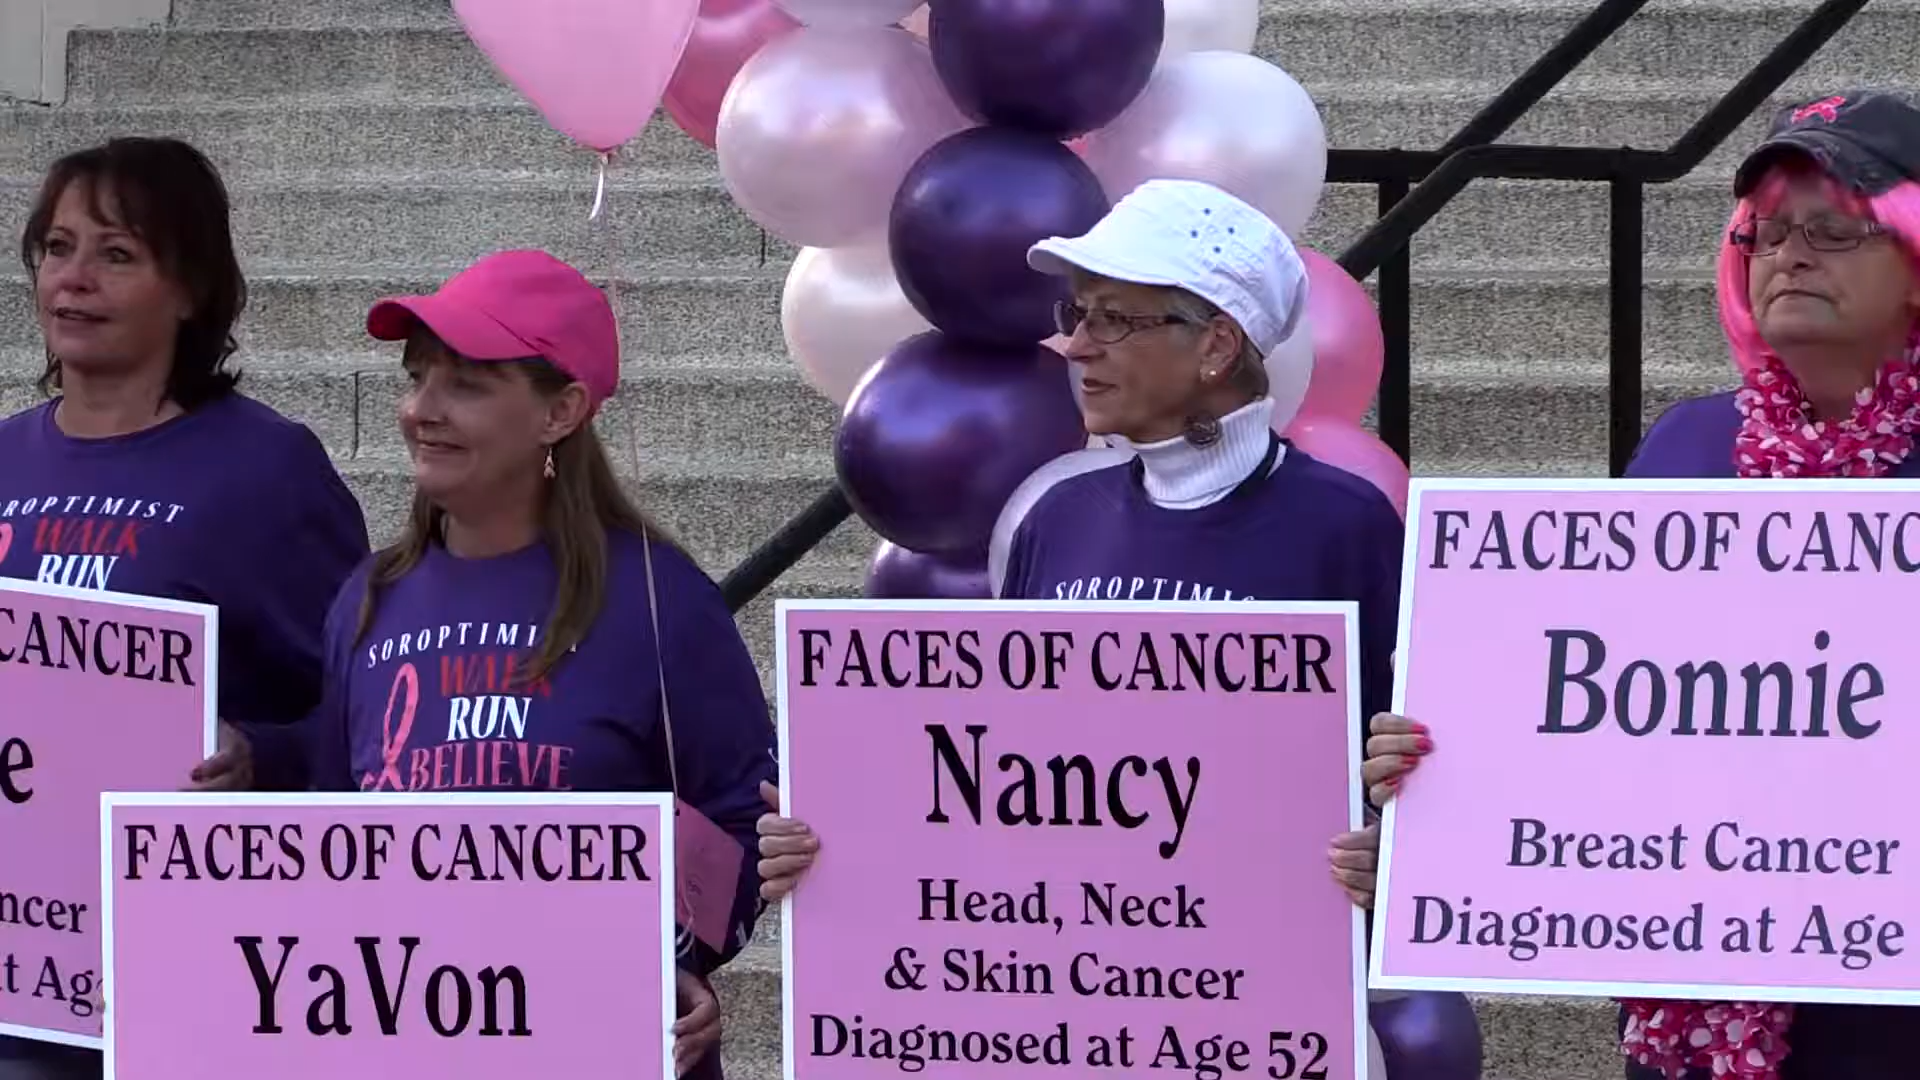 SOROPTIMIST
WALK
RUN
CANCER
e
ncer
t Ag
SOROPTIMIST
WALK
RUN
BELIEVE
FACES OF CANCER
YaVon
SOROPTIMIS
FACES OF CANCER
Nancy
Head, Neck
& Skin Cancer
Diagnosed at Age 52
FACES OF CANC
Bonnie
Breast Cancer
Diagnosed at Age